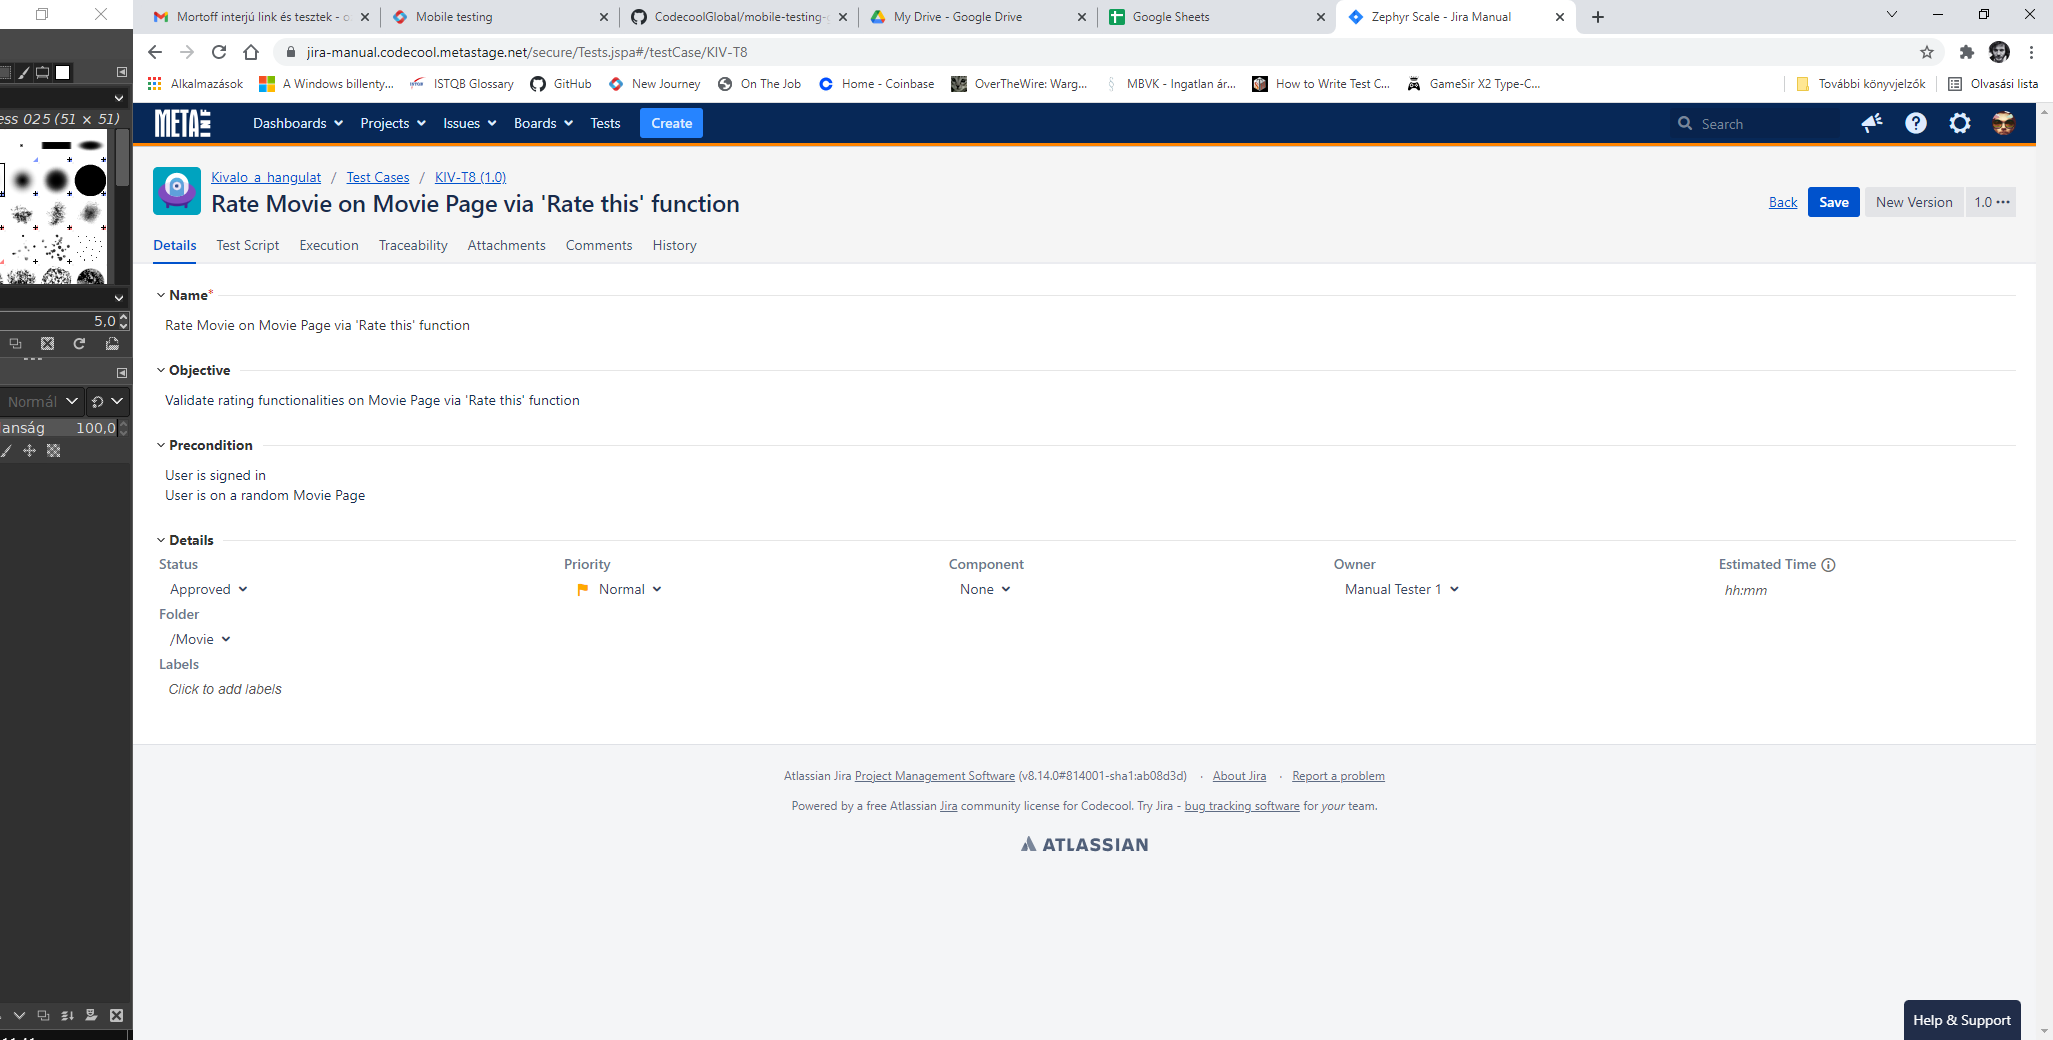 Mortoff interjú link és tesztek - o
Mobile testing
CodecoolGlobal/mobile-testing-
My Drive - Google Drive
Google Sheets
Zephyr Scale - Jira Manual
jira-manual.codecool.metastage.net/secure/Tests.jspa#/testCase/KIV-T8
Alkalmazások
A Windows billenty...
ISTQB Glossary
GitHub
New Journey
On The Job
Home - Coinbase
OverTheWire: Warg...
MBVK - Ingatlan ár...
How to Write Test C...
GameSir X2 Type-C...
További könyvjelzők
Olvasási lista
ess 025 (51 × 51)
META INF
Dashboards
Projects
Issues
Boards
Tests
Create
Search
Kivalo_a_hangulat / Test Cases / KIV-T8 (1.0)
Rate Movie on Movie Page via 'Rate this' function
Back
Save
New Version
1.0 •••
Details
Test Script
Execution
Traceability
Attachments
Comments
History
Name*
Rate Movie on Movie Page via 'Rate this' function
5,0
Objective
Validate rating functionalities on Movie Page via 'Rate this' function
Normál
anság 100,0
Precondition
User is signed in
User is on a random Movie Page
Details
Status
Priority
Component
Owner
Estimated Time
Approved
Normal
None
Manual Tester 1
hh:mm
Folder
/Movie
Labels
Click to add labels
Atlassian Jira Project Management Software (v8.14.0#814001-sha1:ab08d3d) · About Jira · Report a problem
Powered by a free Atlassian Jira community license for Codecool. Try Jira - bug tracking software for your team.
ATLASSIAN
Help & Support